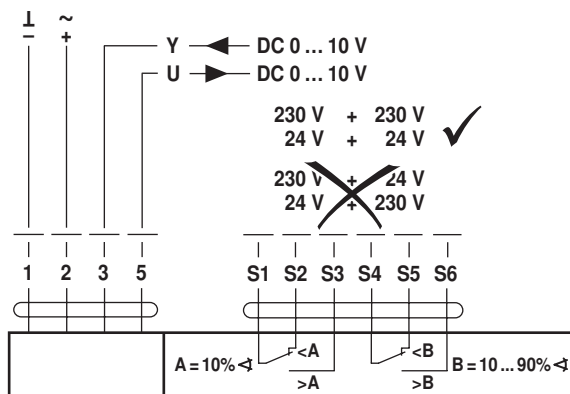 ⊥ ~
− +
Y DC 0 ... 10 V
U DC 0 ... 10 V
230 V + 230 V
24 V + 24 V
230 V + 24 V
24 V + 230 V
1 2 3 5 S1 S2 S3 S4 S5 S6
A = 10% ∢ <A <B B = 10 ... 90% ∢
>A >B